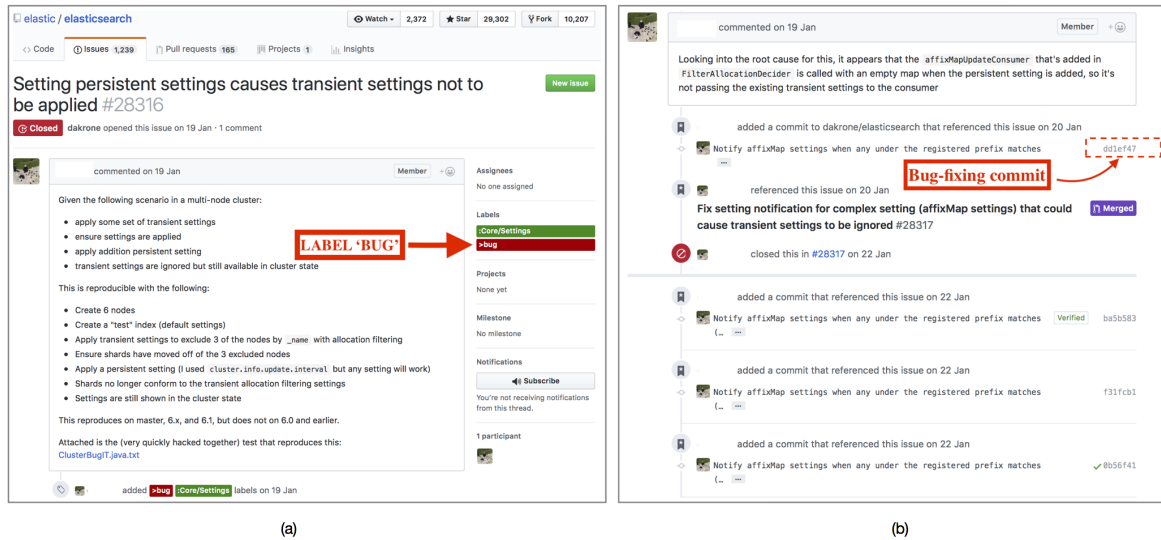 elastic / elasticsearch
Watch 2,372 Star 29,302 Fork 10,207
Code Issues 1,239 Pull requests 165 Projects 1 Insights
Setting persistent settings causes transient settings not to
be applied #28316
New issue
Closed dakrone opened this issue on 19 Jan · 1 comment
commented on 19 Jan
Member
Given the following scenario in a multi-node cluster:
• apply some set of transient settings
• ensure settings are applied
• apply addition persistent setting
• transient settings are ignored but still available in cluster state
This is reproducible with the following:
• Create 6 nodes
• Create a "test" index (default settings)
• Apply transient settings to exclude 3 of the nodes by _name with allocation filtering
• Ensure shards have moved off of the 3 excluded nodes
• Apply a persistent setting (I used cluster.info.update.interval but any setting will work)
• Shards no longer conform to the transient allocation filtering settings
• Settings are still shown in the cluster state
This reproduces on master, 6.x, and 6.1, but does not on 6.0 and earlier.
Attached is the (very quickly hacked together) test that reproduces this:
ClusterBugIT.java.txt
added >bug :Core/Settings labels on 19 Jan
Assignees
No one assigned
Labels
:Core/Settings
>bug
LABEL ‘BUG’
Projects
None yet
Milestone
No milestone
Notifications
Subscribe
You're not receiving notifications
from this thread.
1 participant
(a)
commented on 19 Jan
Member
Looking into the root cause for this, it appears that the affixMapUpdateConsumer that's added in
FilterAllocationDecider is called with an empty map when the persistent setting is added, so it's
not passing the existing transient settings to the consumer
added a commit to dakrone/elasticsearch that referenced this issue on 20 Jan
Notify affixMap settings when any under the registered prefix matches dd1ef47
...
Bug-fixing commit
referenced this issue on 20 Jan
Fix setting notification for complex setting (affixMap settings) that could
cause transient settings to be ignored #28317
Merged
closed this in #28317 on 22 Jan
added a commit that referenced this issue on 22 Jan
Notify affixMap settings when any under the registered prefix matches Verified ba5b583
(… ...
added a commit that referenced this issue on 22 Jan
Notify affixMap settings when any under the registered prefix matches f31fcb1
(… ...
added a commit that referenced this issue on 22 Jan
Notify affixMap settings when any under the registered prefix matches 0b56f41
(… ...
(b)